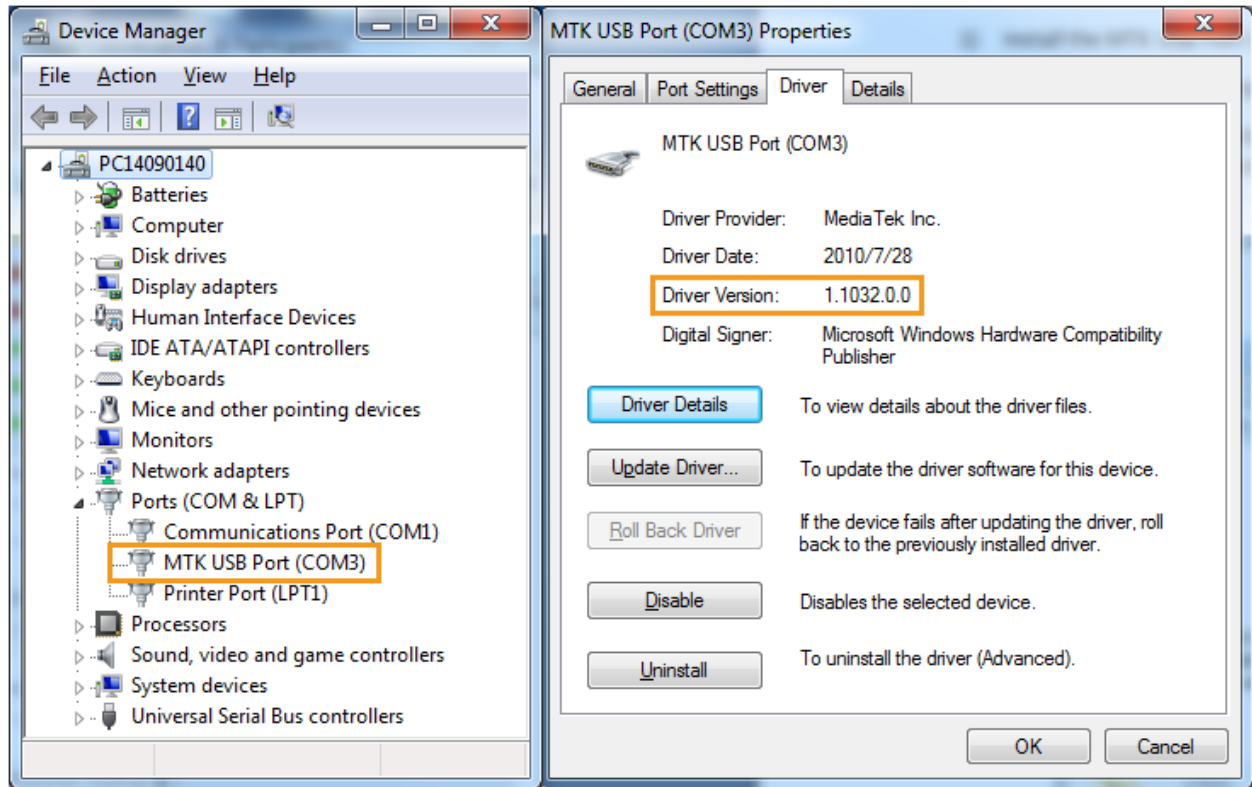 Device Manager
File Action View Help
PC14090140
Batteries
Computer
Disk drives
Display adapters
Human Interface Devices
IDE ATA/ATAPI controllers
Keyboards
Mice and other pointing devices
Monitors
Network adapters
Ports (COM & LPT)
Communications Port (COM1)
MTK USB Port (COM3)
Printer Port (LPT1)
Processors
Sound, video and game controllers
System devices
Universal Serial Bus controllers
MTK USB Port (COM3) Properties
General Port Settings Driver Details
MTK USB Port (COM3)
Driver Provider: MediaTek Inc.
Driver Date: 2010/7/28
Driver Version: 1.1032.0.0
Digital Signer: Microsoft Windows Hardware Compatibility
Publisher
Driver Details To view details about the driver files.
Update Driver... To update the driver software for this device.
Roll Back Driver If the device fails after updating the driver, roll
back to the previously installed driver.
Disable Disables the selected device.
Uninstall To uninstall the driver (Advanced).
OK Cancel